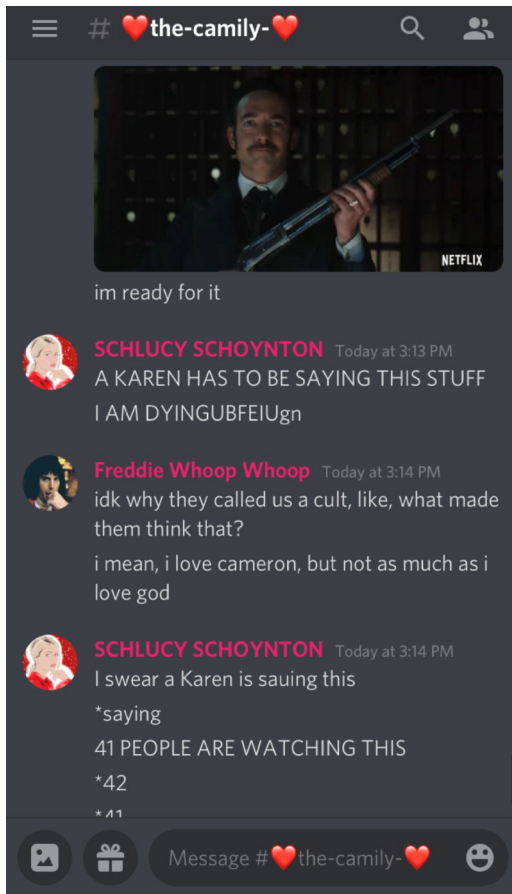 # ❤️the-camily-❤️
NETFLIX
im ready for it
SCHLUCY SCHOYNTON Today at 3:13 PM
A KAREN HAS TO BE SAYING THIS STUFF
I AM DYINGUBFEIUgn
Freddie Whoop Whoop Today at 3:14 PM
idk why they called us a cult, like, what made
them think that?
i mean, i love cameron, but not as much as i
love god
SCHLUCY SCHOYNTON Today at 3:14 PM
I swear a Karen is sauing this
*saying
41 PEOPLE ARE WATCHING THIS
*42
*41
Message #❤️the-camily-❤️